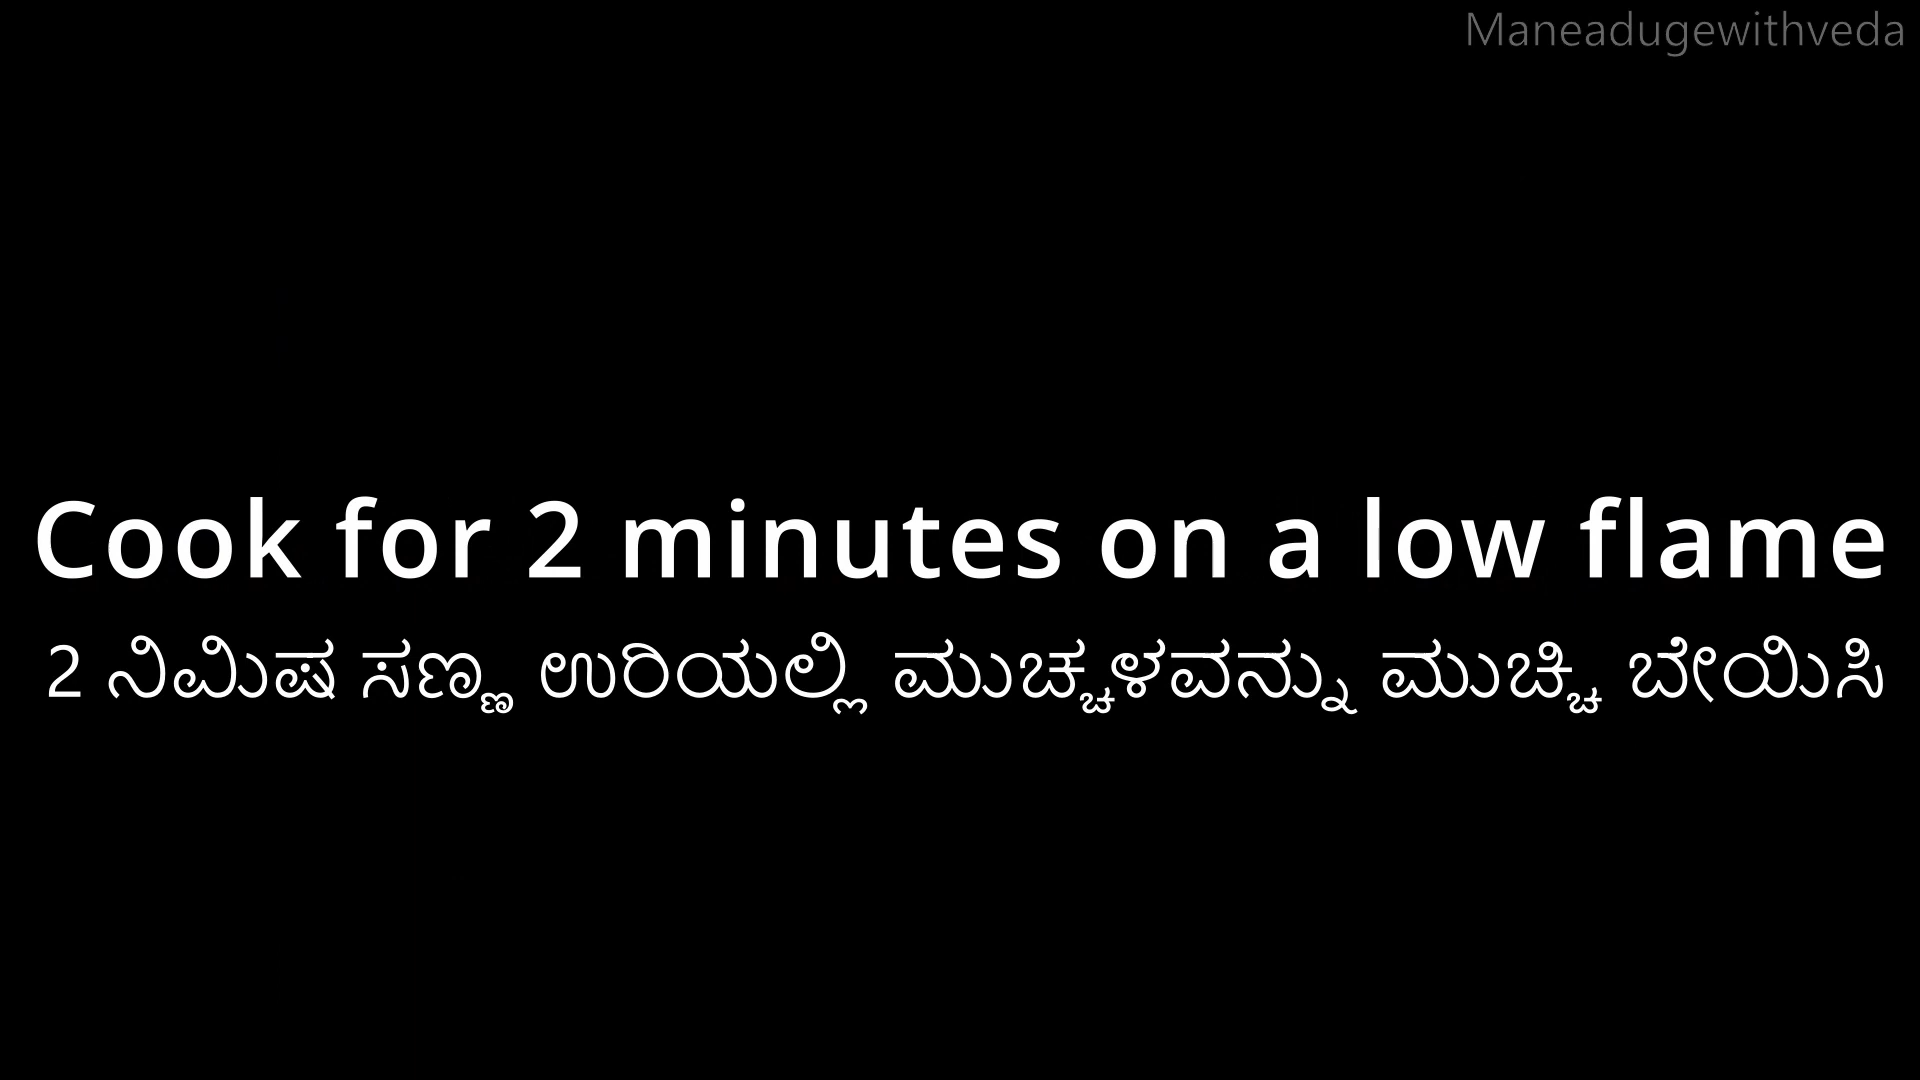 Maneadugewithveda
Cook for 2 minutes on a low flame
2 ನಿಮಿಷ ಸಣ್ಣ ಉರಿಯಲ್ಲಿ ಮುಚ್ಚಳವನ್ನು ಮುಚ್ಚಿ ಬೇಯಿಸಿ